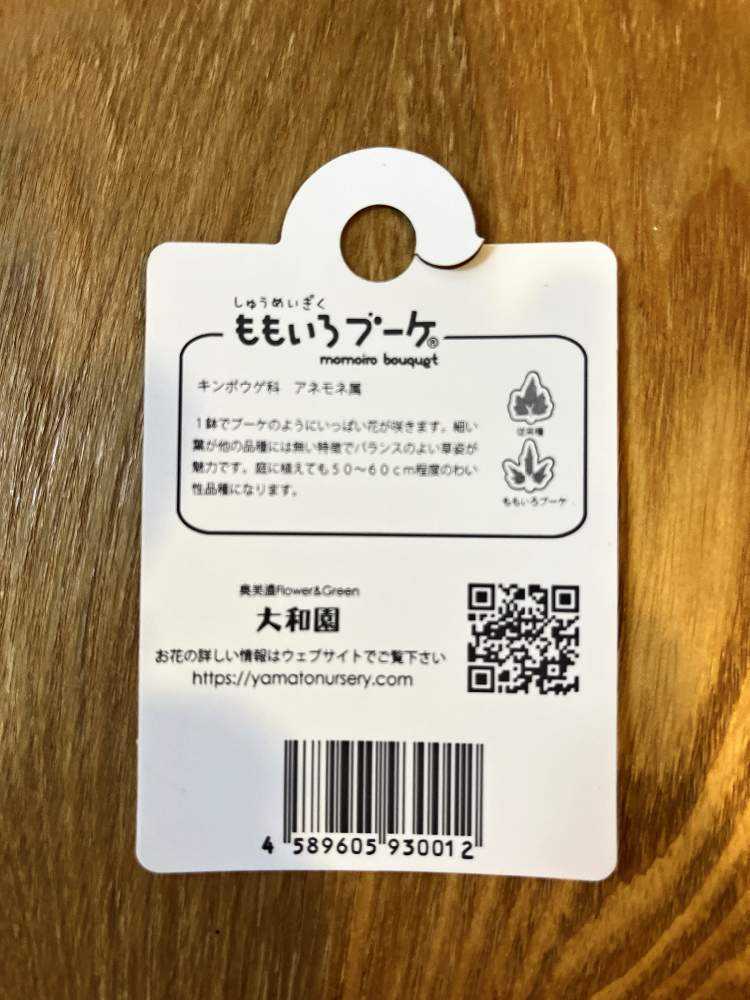 しゅうめいぎく
ももいろブーケ®
momoiro bouquet
キンポウゲ科　アネモネ属
１鉢でブーケのようにいっぱい花が咲きます。細い
葉が他の品種には無い特徴でバランスのよい草姿が
魅力です。庭に植えても５０～６０ｃｍ程度のわい
性品種になります。
従来種
ももいろブーケ
奥美濃Flower&Green
大和園
お花の詳しい情報はウェブサイトでご覧下さい
https://yamatonursery.com
4 589605 930012